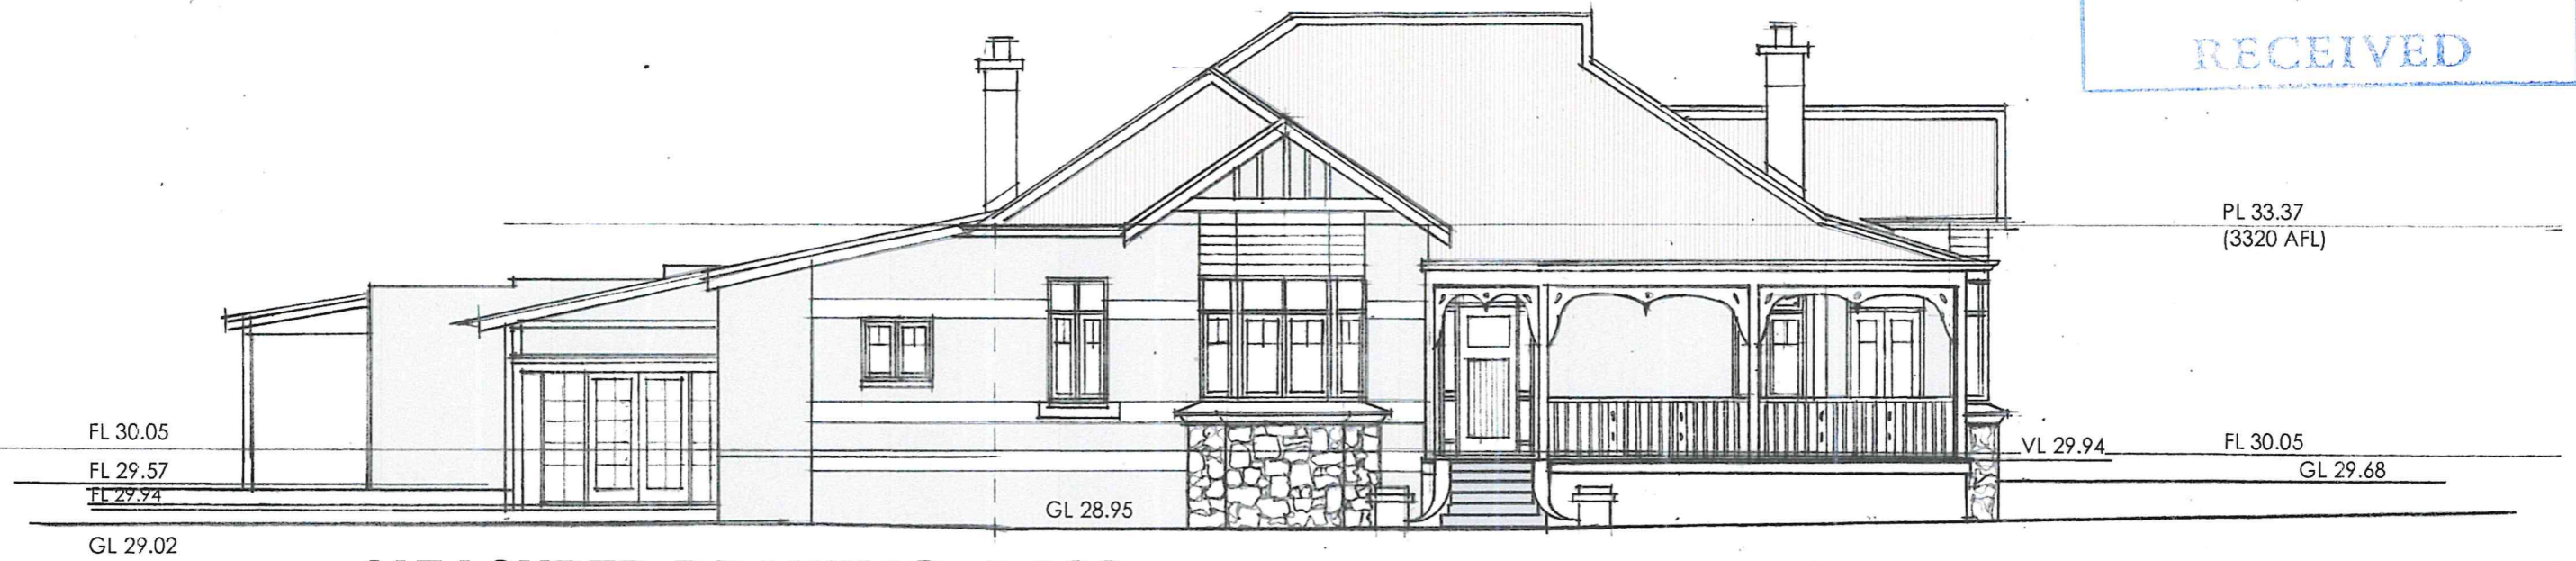 RECEIVED
PL 33.37
(3320 AFL)
FL 30.05
FL 29.57
FL 29.94
GL 29.02
GL 28.95
VL 29.94
FL 30.05
GL 29.68